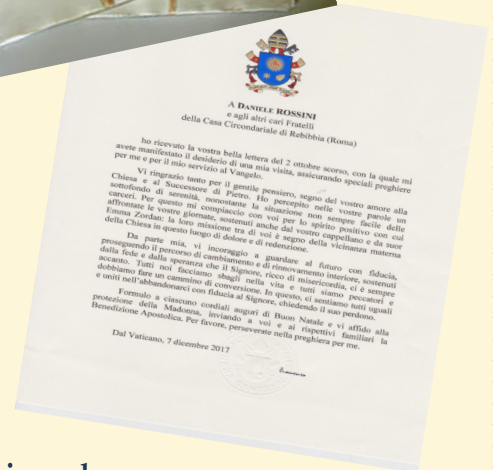 A DANIELE ROSSINI
e agli altri cari Fratelli
della Casa Circondariale di Rebibbia (Roma)
ho ricevuto la vostra bella lettera del 2 ottobre scorso, con la quale mi
avete manifestato il desiderio di una mia visita, assicurando speciali preghiere
per me e per il mio servizio al Vangelo.
Vi ringrazio tanto per il gentile pensiero, segno del vostro amore alla
Chiesa e al Successore di Pietro. Ho percepito nelle vostre parole un
sottofondo di serenità, nonostante la situazione non sempre facile delle
carceri. Per questo mi compiaccio con voi per lo spirito positivo con cui
affrontate le vostre giornate, sostenuti anche dal vostro cappellano e da suor
Emma Zordan: la loro missione tra di voi è segno della vicinanza materna
della Chiesa in questo luogo di dolore e di redenzione.
Da parte mia, vi incoraggio a guardare al futuro con fiducia,
proseguendo il percorso di cambiamento e di rinnovamento interiore, sostenuti
dalla fede e dalla speranza che il Signore, ricco di misericordia, ci è sempre
accanto. Tutti noi facciamo sbagli nella vita e tutti siamo peccatori e
dobbiamo fare un cammino di conversione. In questo, ci sentiamo tutti uguali
e uniti nell'abbandonarci con fiducia al Signore, chiedendo il suo perdono.
Formulo a ciascuno cordiali auguri di Buon Natale e vi affido alla
protezione della Madonna, inviando a voi e ai rispettivi familiari la
Benedizione Apostolica. Per favore, perseverate nella preghiera per me.
Dal Vaticano, 7 dicembre 2017